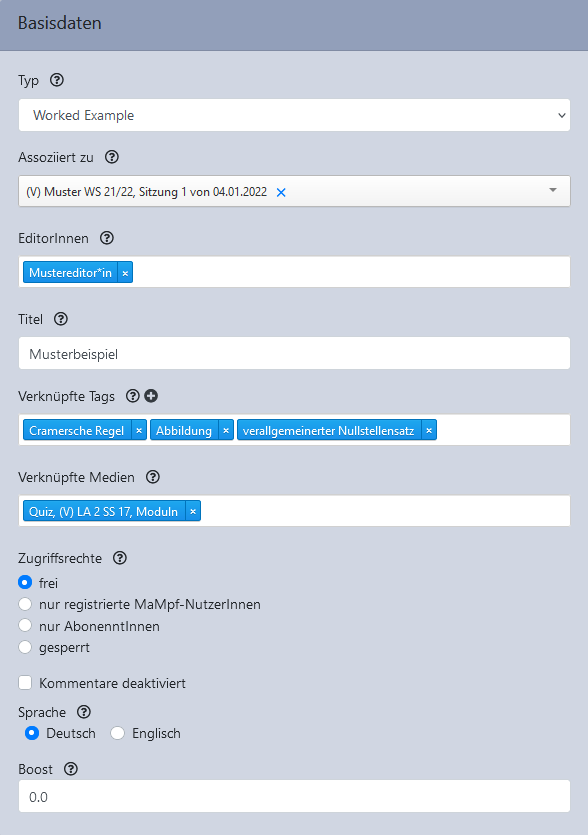 Basisdaten
Typ
Worked Example
Assoziiert zu
(V) Muster WS 21/22, Sitzung 1 von 04.01.2022 ×
EditorInnen
Mustereditor*in ×
Titel
Musterbeispiel
Verknüpfte Tags
Cramersche Regel × Abbildung × verallgemeinerter Nullstellensatz ×
Verknüpfte Medien
Quiz, (V) LA 2 SS 17, Moduln ×
Zugriffsrechte
frei
nur registrierte MaMpf-NutzerInnen
nur AbonenntInnen
gesperrt
Kommentare deaktiviert
Sprache
Deutsch Englisch
Boost
0.0